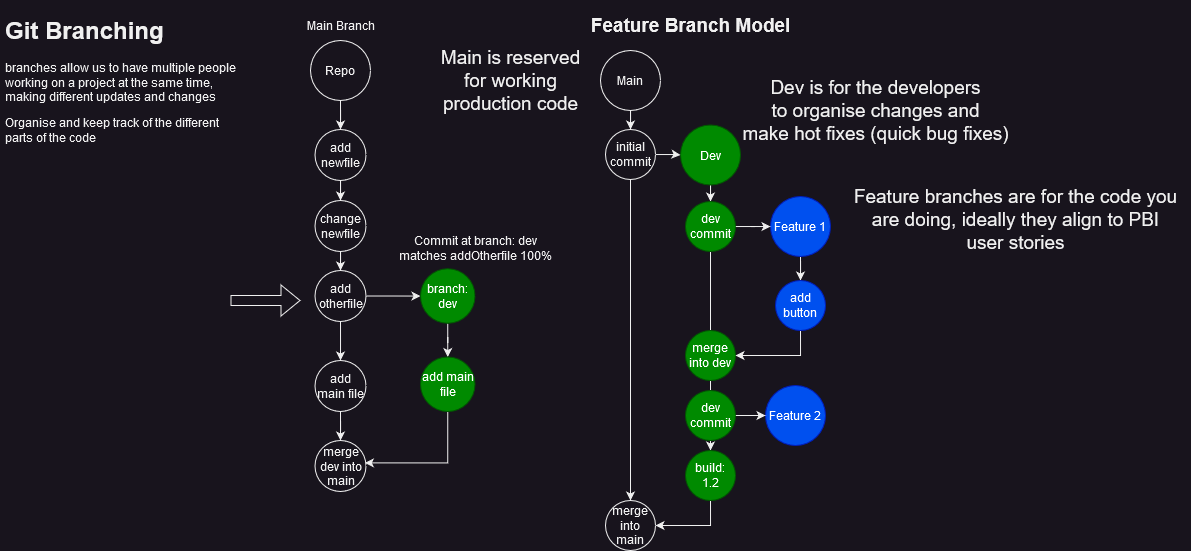 Git Branching
branches allow us to have multiple people
working on a project at the same time,
making different updates and changes
Organise and keep track of the different
parts of the code
Main Branch
Repo
add
newfile
change
newfile
add
otherfile
add
main file
merge
dev into
main
Commit at branch: dev
matches addOtherfile 100%
branch:
dev
add main
file
Feature Branch Model
Main is reserved
for working
production code
Main
initial
commit
merge
into
main
Dev is for the developers
to organise changes and
make hot fixes (quick bug fixes)
Dev
dev
commit
merge
into dev
dev
commit
build:
1.2
Feature branches are for the code you
are doing, ideally they align to PBI
user stories
Feature 1
add
button
Feature 2